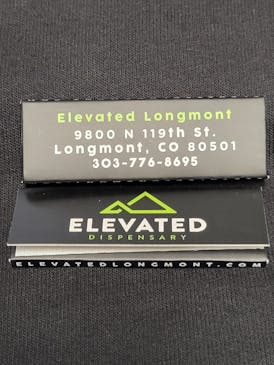 Elevated Longmont
9800 N 119th St.
Longmont, CO 80501
303-776-8695
ELEVATED
DISPENSARY
ELEVATEDLONGMONT.COM